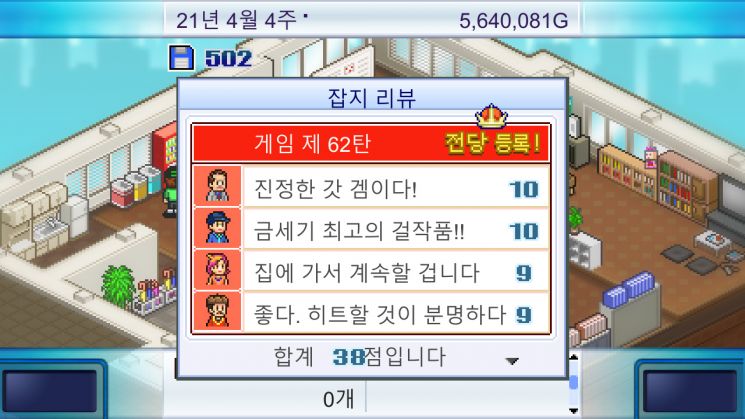 21년 4월 4주
5,640,081G
502
잡지 리뷰
게임 제 62탄 전당 등록!
진정한 갓 겜이다! 10
금세기 최고의 걸작품!! 10
집에 가서 계속할 겁니다 9
좋다. 히트할 것이 분명하다 9
합계 38점입니다
0개